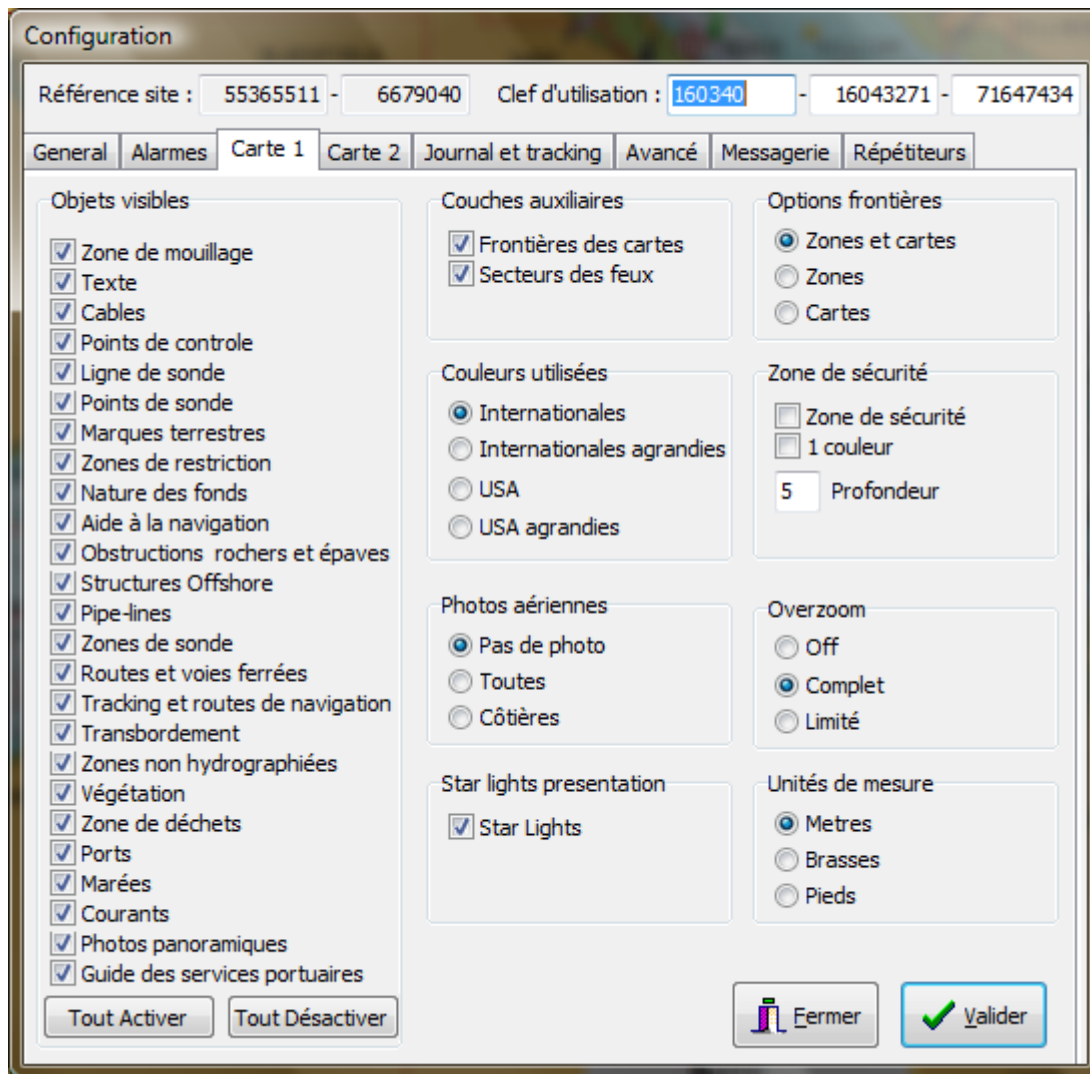 Configuration
Référence site : 55365511 - 6679040 Clef d'utilisation : 160340 - 16043271 - 71647434
General Alarmes Carte 1 Carte 2 Journal et tracking Avancé Messagerie Répétiteurs
Objets visibles
Zone de mouillage
Texte
Cables
Points de controle
Ligne de sonde
Points de sonde
Marques terrestres
Zones de restriction
Nature des fonds
Aide à la navigation
Obstructions rochers et épaves
Structures Offshore
Pipe-lines
Zones de sonde
Routes et voies ferrées
Tracking et routes de navigation
Transbordement
Zones non hydrographiées
Végétation
Zone de déchets
Ports
Marées
Courants
Photos panoramiques
Guide des services portuaires
Tout Activer Tout Désactiver
Couches auxiliaires
Frontières des cartes
Secteurs des feux
Couleurs utilisées
Internationales
Internationales agrandies
USA
USA agrandies
Photos aériennes
Pas de photo
Toutes
Côtières
Star lights presentation
Star Lights
Options frontières
Zones et cartes
Zones
Cartes
Zone de sécurité
Zone de sécurité
1 couleur
5 Profondeur
Overzoom
Off
Complet
Limité
Unités de mesure
Metres
Brasses
Pieds
Fermer Valider